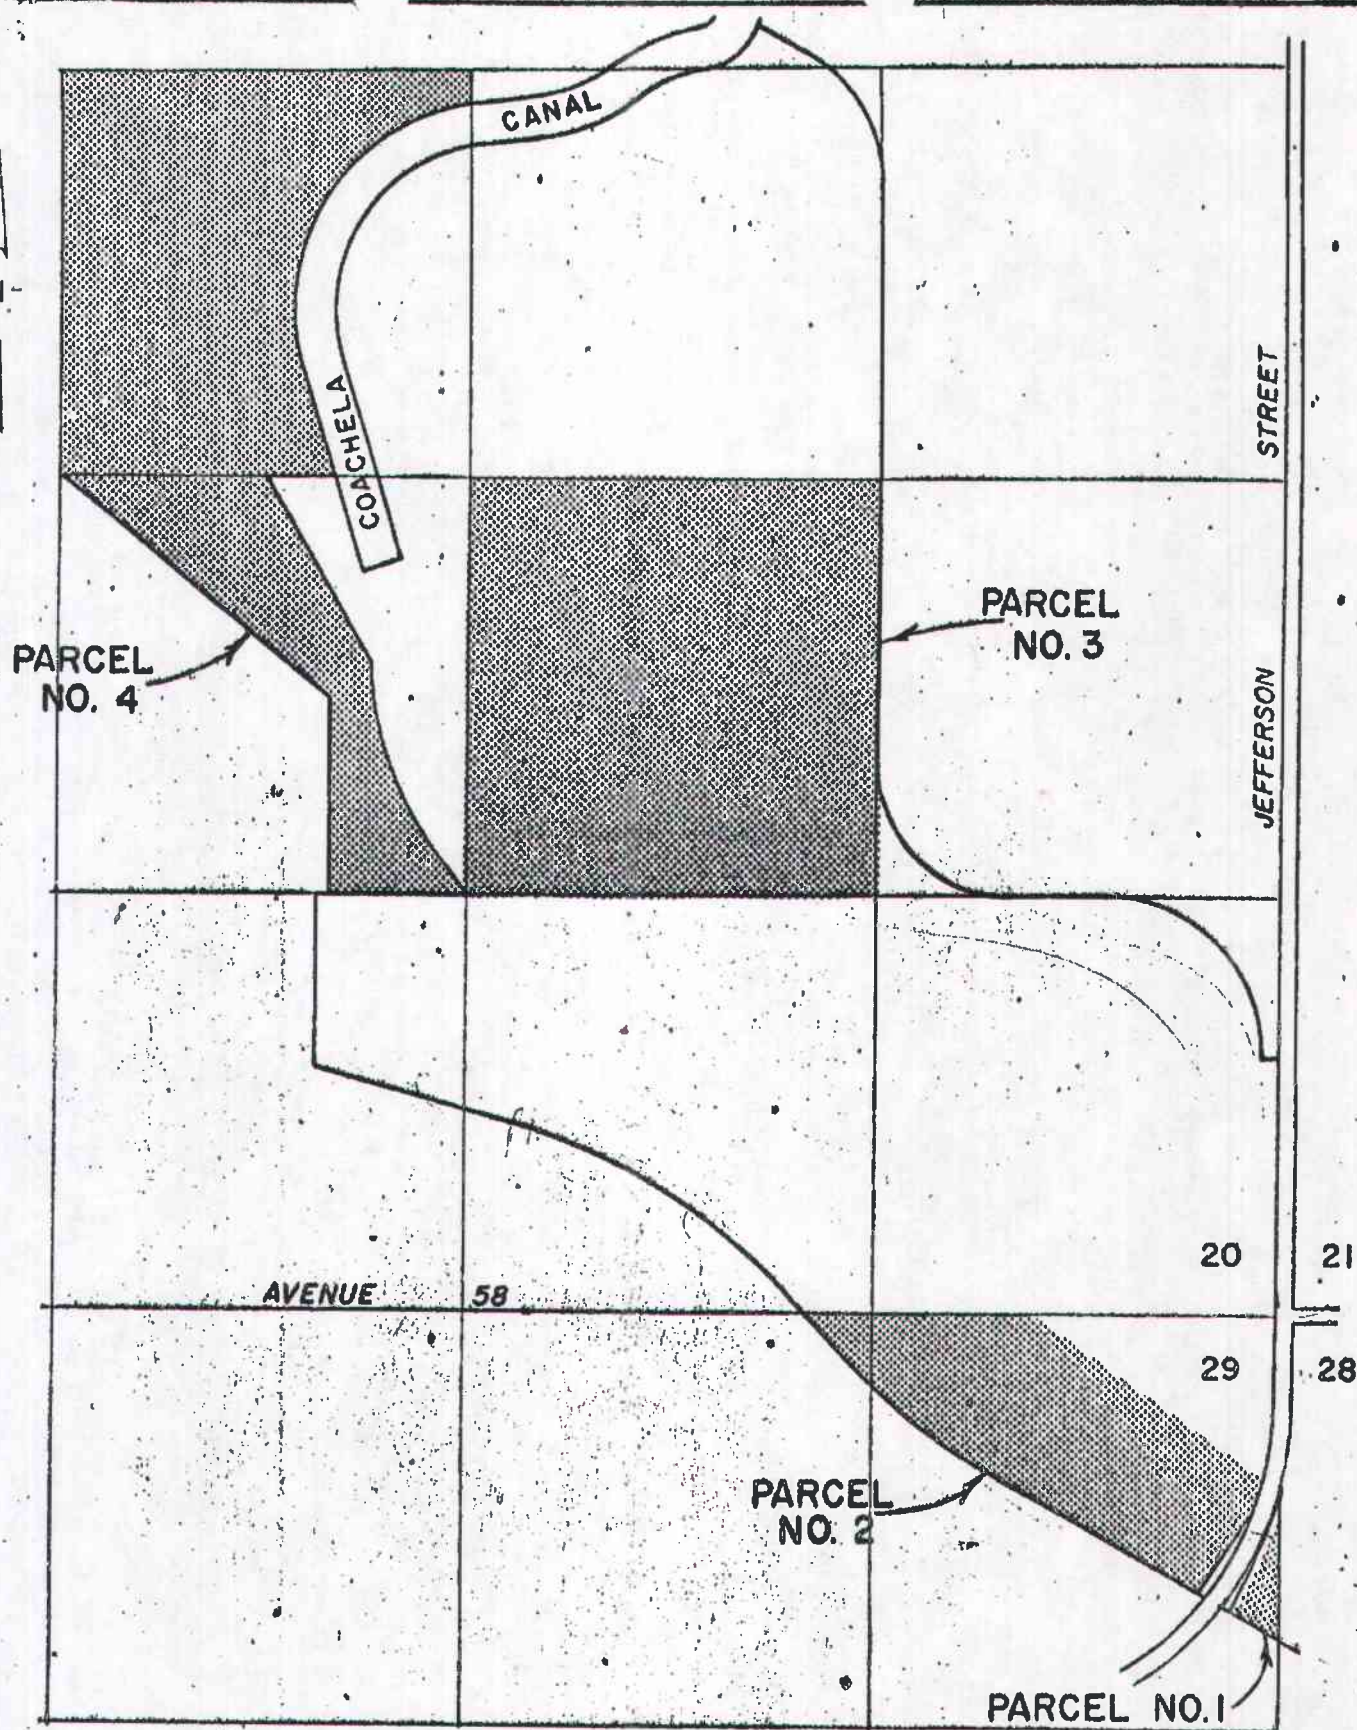 CANAL
COACHELA
STREET
PARCEL
NO. 3
PARCEL
NO. 4
JEFFERSON
20
21
AVENUE 58
29
28
PARCEL
NO. 2
PARCEL NO.1